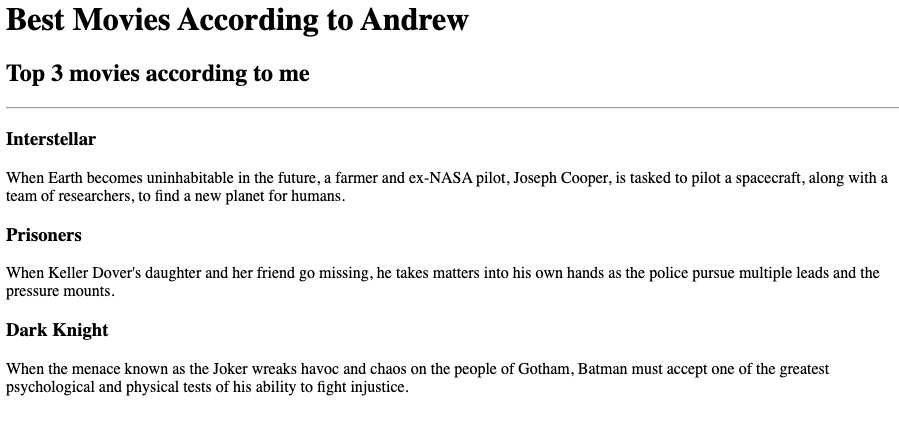 Best Movies According to Andrew
Top 3 movies according to me
Interstellar
When Earth becomes uninhabitable in the future, a farmer and ex-NASA pilot, Joseph Cooper, is tasked to pilot a spacecraft, along with a
team of researchers, to find a new planet for humans.
Prisoners
When Keller Dover's daughter and her friend go missing, he takes matters into his own hands as the police pursue multiple leads and the
pressure mounts.
Dark Knight
When the menace known as the Joker wreaks havoc and chaos on the people of Gotham, Batman must accept one of the greatest
psychological and physical tests of his ability to fight injustice.